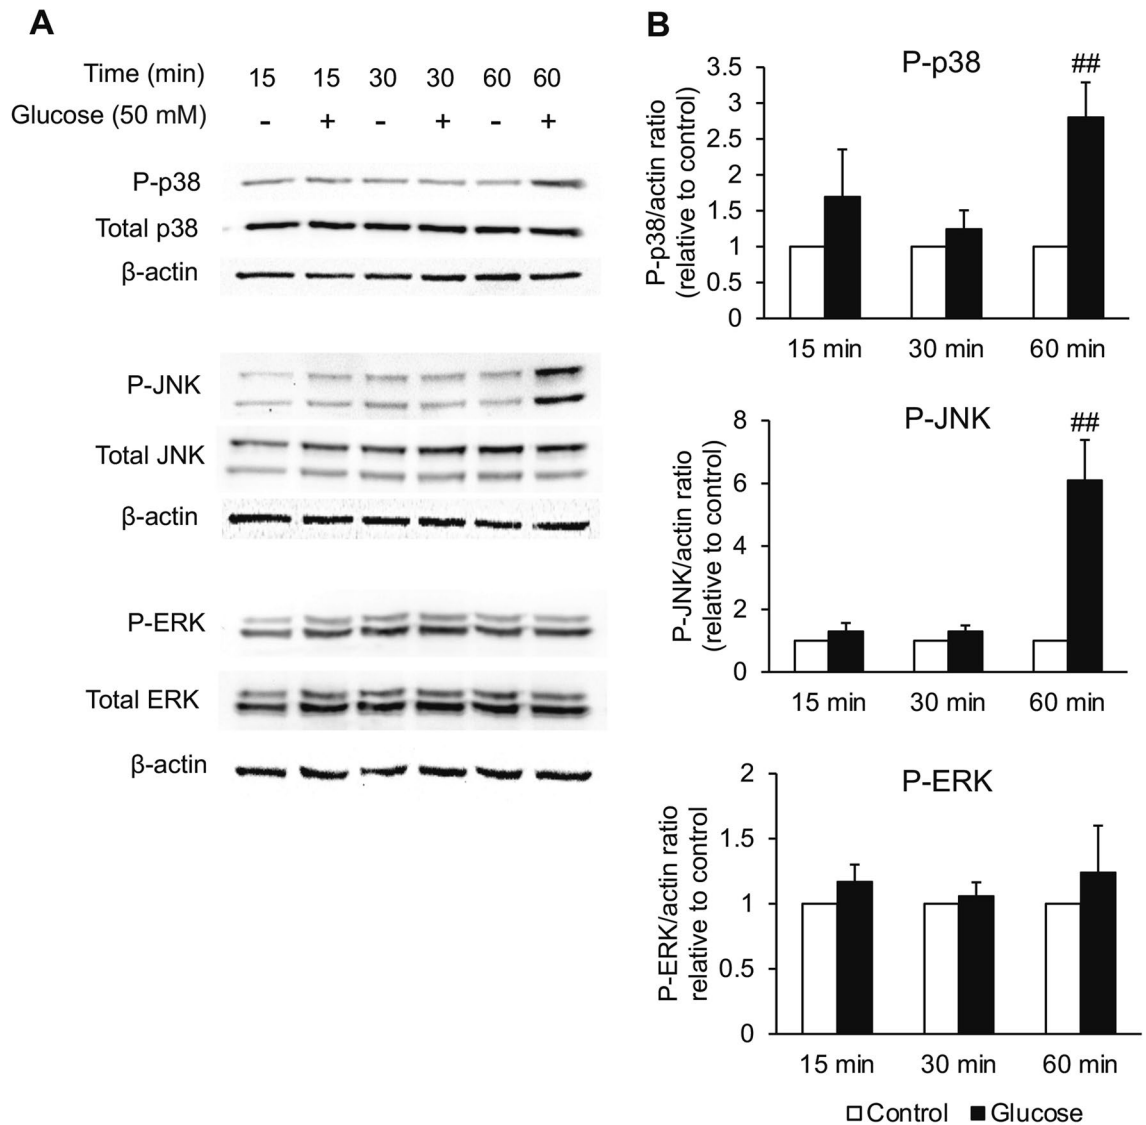 A
Time (min) 15 15 30 30 60 60
Glucose (50 mM) - + - + - +
P-p38
Total p38
β-actin
P-JNK
Total JNK
β-actin
P-ERK
Total ERK
β-actin
B
P-p38
##
P-p38/actin ratio
(relative to control)
3.5
3
2.5
2
1.5
1
0.5
0
15 min 30 min 60 min
P-JNK
##
P-JNK/actin ratio
(relative to control)
8
6
4
2
0
15 min 30 min 60 min
P-ERK
P-ERK/actin ratio
relative to control
2
1.5
1
0.5
0
15 min 30 min 60 min
Control Glucose